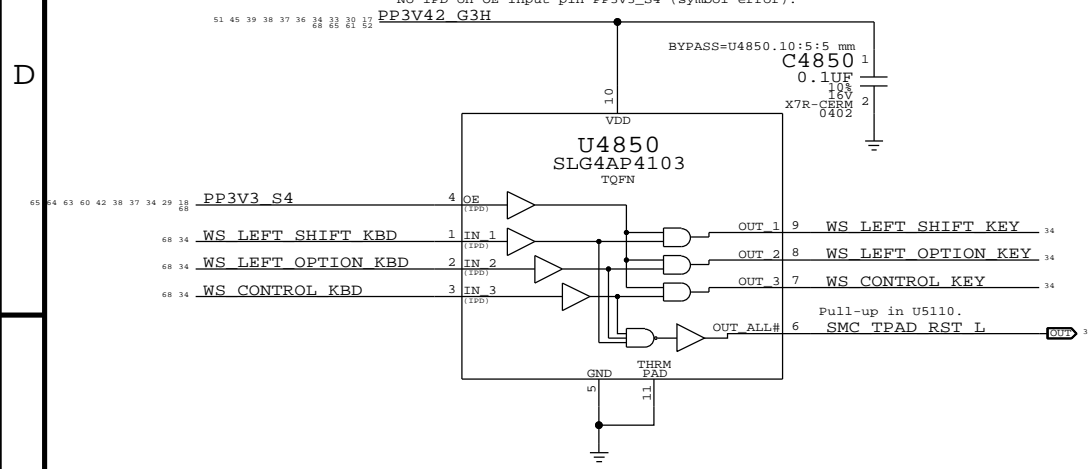 NO IPD on OE input pin PP3V3_S4 (symbol error).
51 45 39 38 37 36 34 33 30 17 PP3V42_G3H
68 65 61 52
BYPASS=U4850.10:5:5 mm
C4850 1
0.1UF
10%
16V
X7R-CERM 2
0402
D
10
VDD
U4850
SLG4AP4103
TQFN
65 64 63 60 42 38 37 34 29 18 PP3V3_S4 4 OE
68 (IPD)
68 34 WS_LEFT_SHIFT_KBD 1 IN_1 OUT_1 9 WS_LEFT_SHIFT_KEY 34
(IPD)
68 34 WS_LEFT_OPTION_KBD 2 IN_2 OUT_2 8 WS_LEFT_OPTION_KEY 34
(IPD)
68 34 WS_CONTROL_KBD 3 IN_3 OUT_3 7 WS_CONTROL_KEY 34
(IPD)
Pull-up in U5110.
OUT_ALL# 6 SMC_TPAD_RST_L OUT 3
GND THRM
PAD
5 11